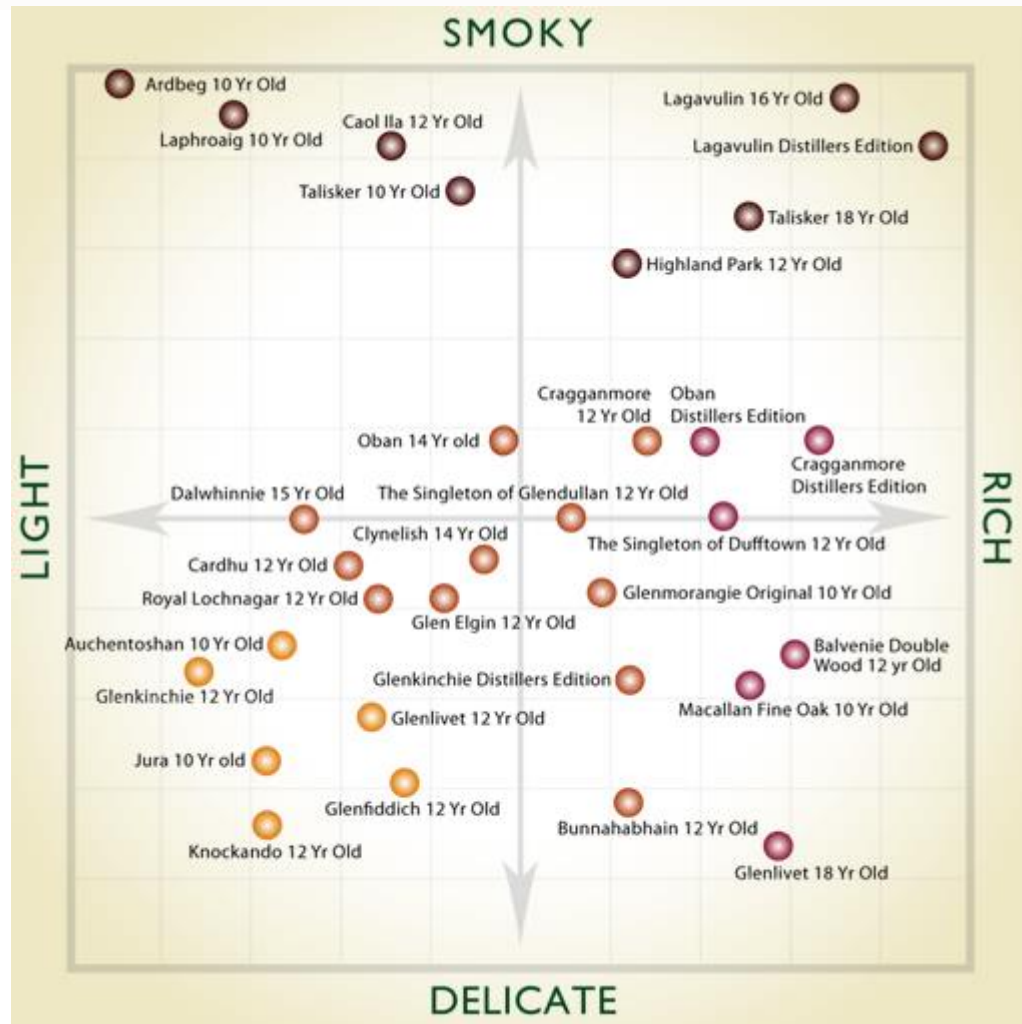 SMOKY
Ardbeg 10 Yr Old
Lagavulin 16 Yr Old
Laphroaig 10 Yr Old
Caol Ila 12 Yr Old
Lagavulin Distillers Edition
Talisker 10 Yr Old
Talisker 18 Yr Old
Highland Park 12 Yr Old
Cragganmore
12 Yr Old
Oban
Distillers Edition
Oban 14 Yr old
Cragganmore
Distillers Edition
LIGHT
RICH
Dalwhinnie 15 Yr Old
The Singleton of Glendullan 12 Yr Old
Clynelish 14 Yr Old
The Singleton of Dufftown 12 Yr Old
Cardhu 12 Yr Old
Royal Lochnagar 12 Yr Old
Glenmorangie Original 10 Yr Old
Glen Elgin 12 Yr Old
Auchentoshan 10 Yr Old
Balvenie Double
Wood 12 yr Old
Glenkinchie 12 Yr Old
Glenkinchie Distillers Edition
Macallan Fine Oak 10 Yr Old
Glenlivet 12 Yr Old
Jura 10 Yr old
Glenfiddich 12 Yr Old
Bunnahabhain 12 Yr Old
Knockando 12 Yr Old
Glenlivet 18 Yr Old
DELICATE